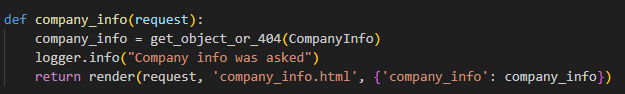 def company_info(request):
    company_info = get_object_or_404(CompanyInfo)
    logger.info("Company info was asked")
    return render(request, 'company_info.html', {'company_info': company_info})